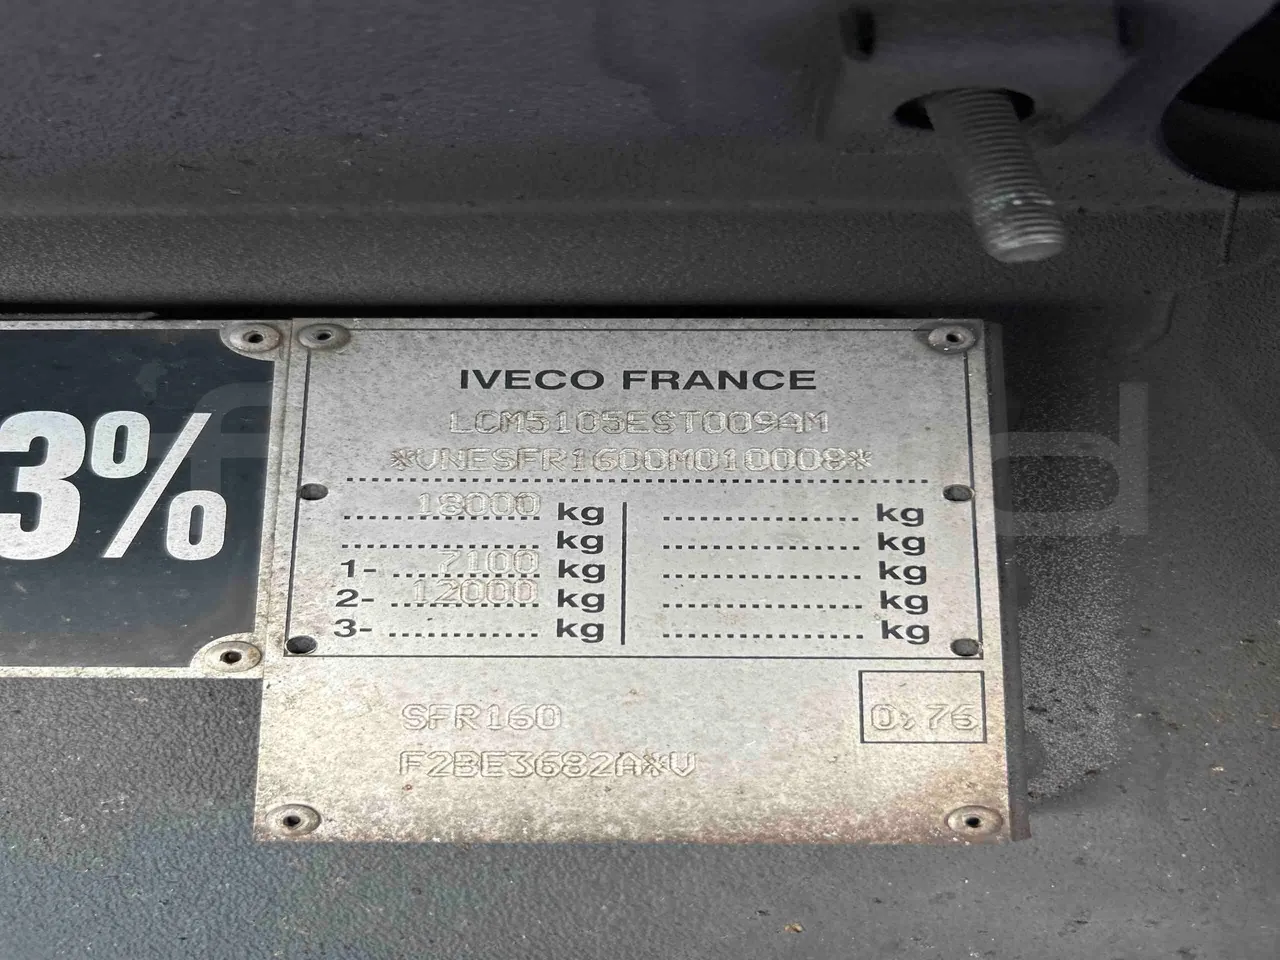 3%
IVECO FRANCE
LCM5105EST009AM
*VNESFR1600M010008*
18000 kg ................ kg
................ kg ................ kg
1- 7100 kg ................ kg
2- 12000 kg ................ kg
3- ................ kg ................ kg
SFR160
0,76
F2BE3682A*V